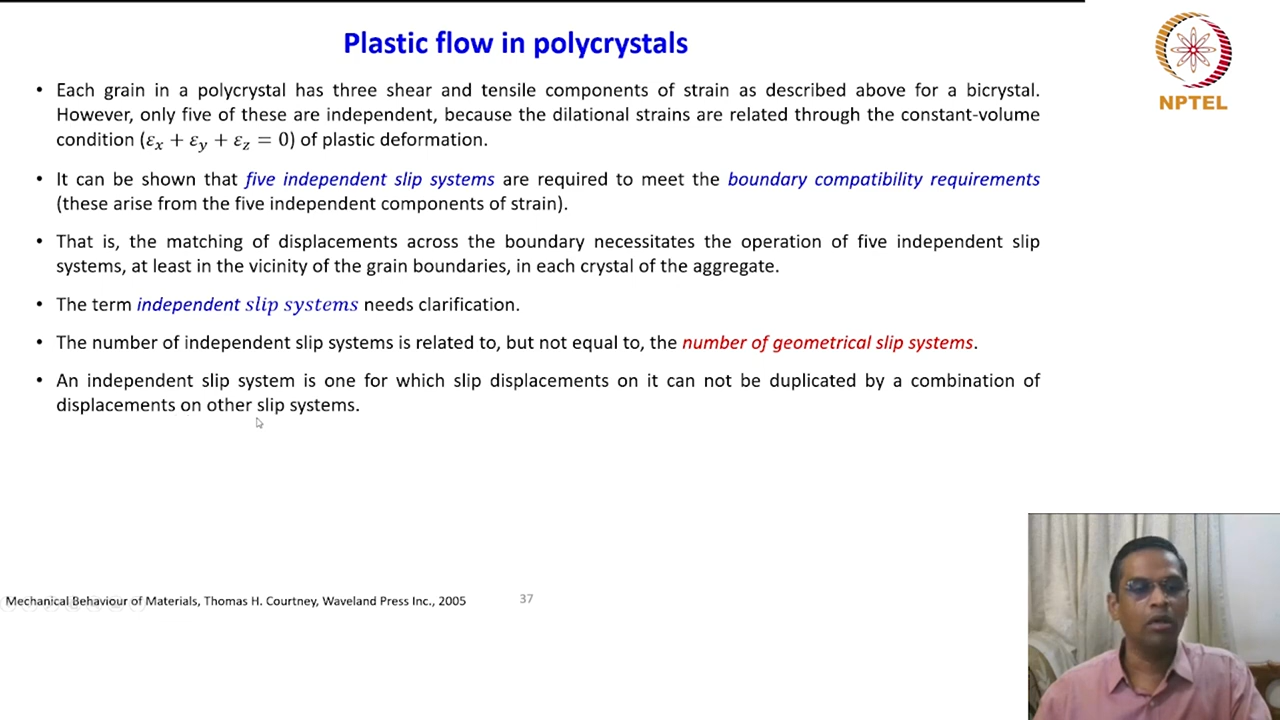 Plastic flow in polycrystals
NPTEL
• Each grain in a polycrystal has three shear and tensile components of strain as described above for a bicrystal.
However, only five of these are independent, because the dilational strains are related through the constant-volume
condition (εx + εy + εz = 0) of plastic deformation.
• It can be shown that five independent slip systems are required to meet the boundary compatibility requirements
(these arise from the five independent components of strain).
• That is, the matching of displacements across the boundary necessitates the operation of five independent slip
systems, at least in the vicinity of the grain boundaries, in each crystal of the aggregate.
• The term independent slip systems needs clarification.
• The number of independent slip systems is related to, but not equal to, the number of geometrical slip systems.
• An independent slip system is one for which slip displacements on it can not be duplicated by a combination of
displacements on other slip systems.
Mechanical Behaviour of Materials, Thomas H. Courtney, Waveland Press Inc., 2005
37